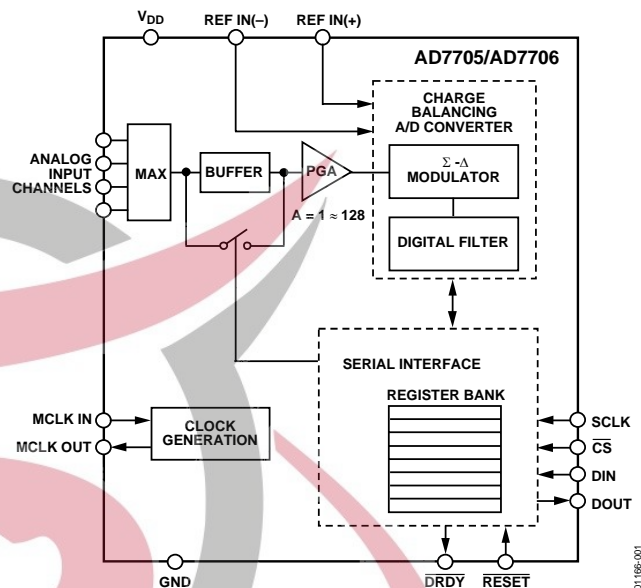 VDD
REF IN(–)
REF IN(+)
AD7705/AD7706
CHARGE
BALANCING
A/D CONVERTER
ANALOG
INPUT
CHANNELS
MAX
BUFFER
PGA
A = 1 ≈ 128
Σ -Δ
MODULATOR
DIGITAL FILTER
SERIAL INTERFACE
REGISTER BANK
MCLK IN
MCLK OUT
CLOCK
GENERATION
SCLK
CS
DIN
DOUT
GND
DRDY
RESET
01166-001